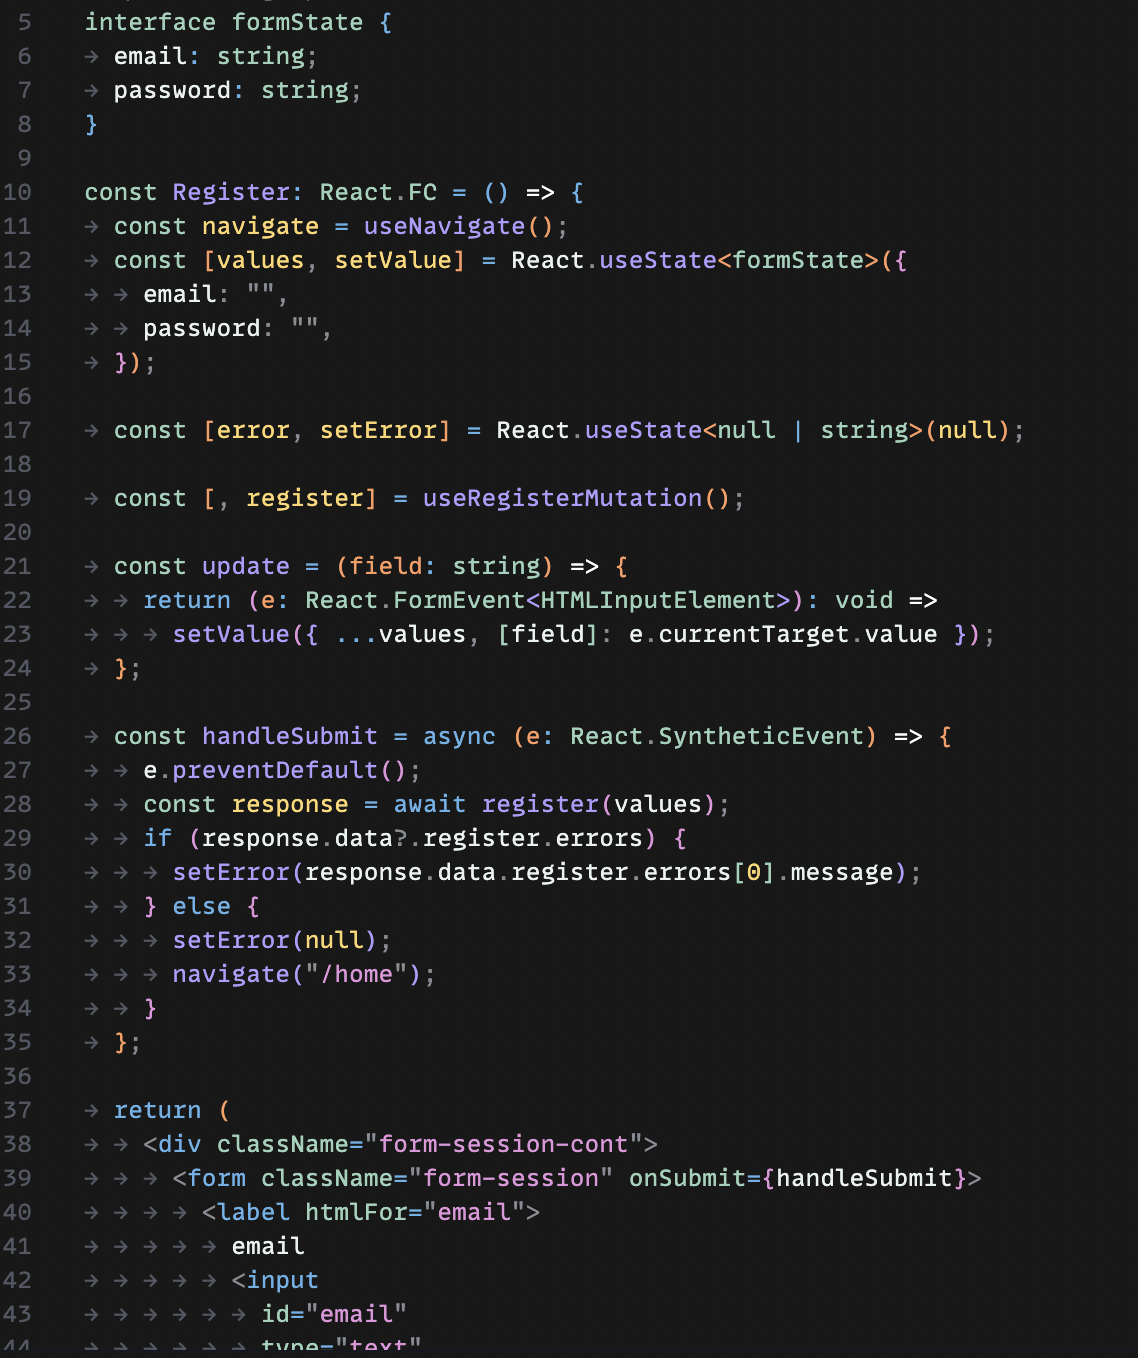 5 interface formState {
6 → email: string;
7 → password: string;
8 }
9
10 const Register: React.FC = () => {
11 → const navigate = useNavigate();
12 → const [values, setValue] = React.useState<formState>({
13 → → email: "",
14 → → password: "",
15 → });
16
17 → const [error, setError] = React.useState<null | string>(null);
18
19 → const [, register] = useRegisterMutation();
20
21 → const update = (field: string) => {
22 → → return (e: React.FormEvent<HTMLInputElement>): void =>
23 → → → setValue({ ...values, [field]: e.currentTarget.value });
24 → };
25
26 → const handleSubmit = async (e: React.SyntheticEvent) => {
27 → → e.preventDefault();
28 → → const response = await register(values);
29 → → if (response.data?.register.errors) {
30 → → → setError(response.data.register.errors[0].message);
31 → → } else {
32 → → → setError(null);
33 → → → navigate("/home");
34 → → }
35 → };
36
37 → return (
38 → → <div className="form-session-cont">
39 → → → <form className="form-session" onSubmit={handleSubmit}>
40 → → → → <label htmlFor="email">
41 → → → → → email
42 → → → → → <input
43 → → → → → → id="email"
44 → → → → → → type="text"